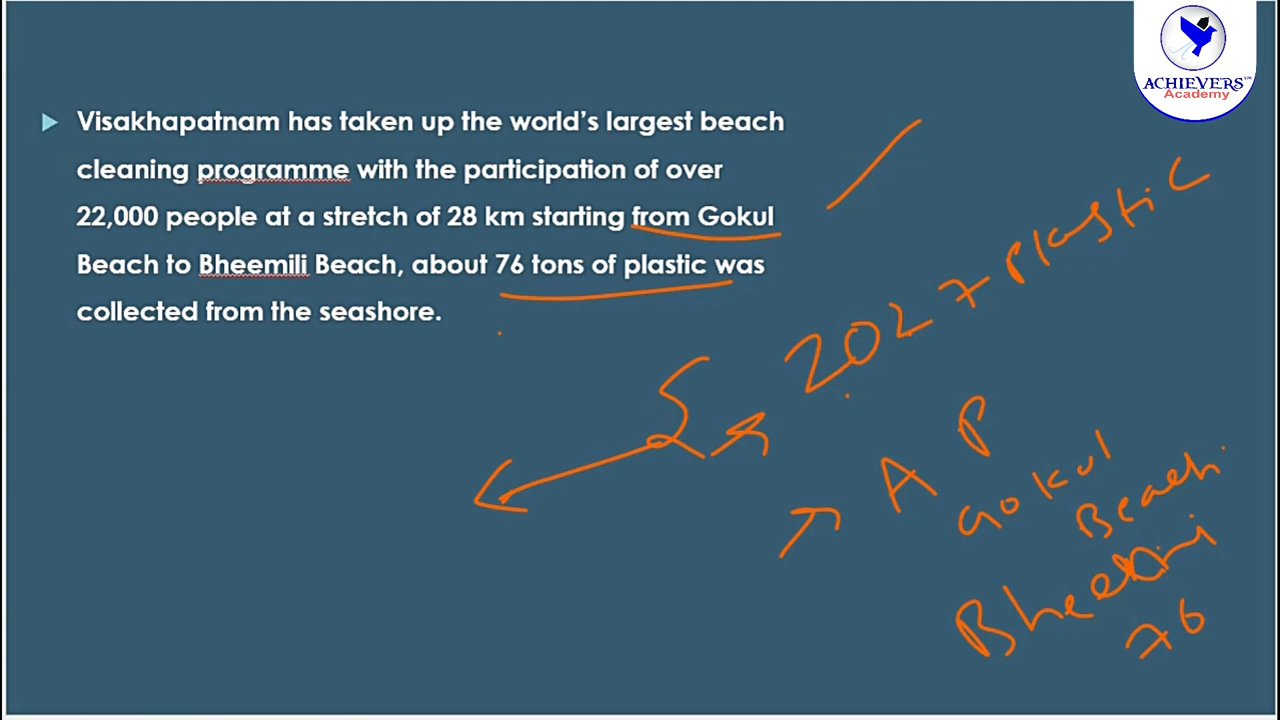 ACHIEVERS™
Academy
Visakhapatnam has taken up the world's largest beach
cleaning programme with the participation of over
22,000 people at a stretch of 28 km starting from Gokul
Beach to Bheemili Beach, about 76 tons of plastic was
collected from the seashore.
2027 Plastic
AP
Gokul
Beach
76